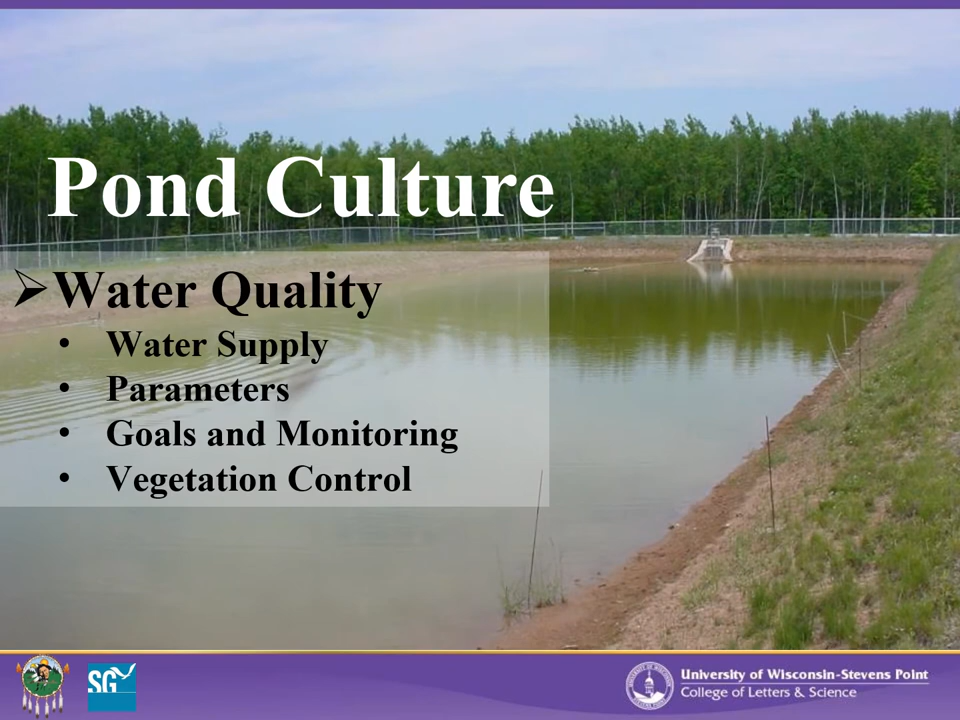 Pond Culture
➢Water Quality
• Water Supply
• Parameters
• Goals and Monitoring
• Vegetation Control
SG
University of Wisconsin-Stevens Point
College of Letters & Science